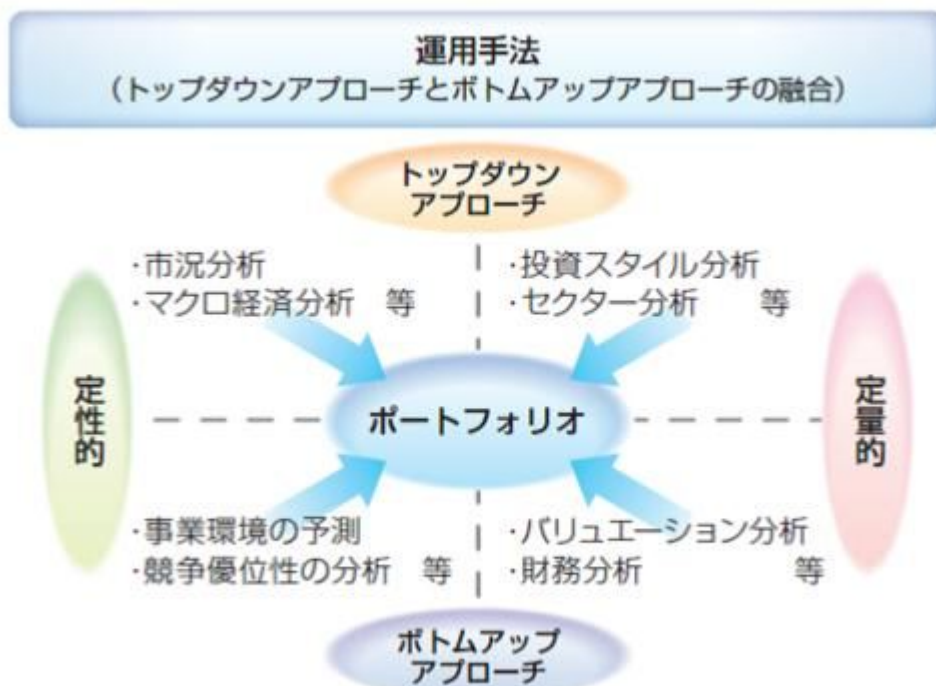 運用手法
（トップダウンアプローチとボトムアップアプローチの融合）
トップダウン
アプローチ
・市況分析
・マクロ経済分析　等
・投資スタイル分析
・セクター分析　等
定性的
ポートフォリオ
定量的
・事業環境の予測
・競争優位性の分析　等
・バリュエーション分析
・財務分析　等
ボトムアップ
アプローチ